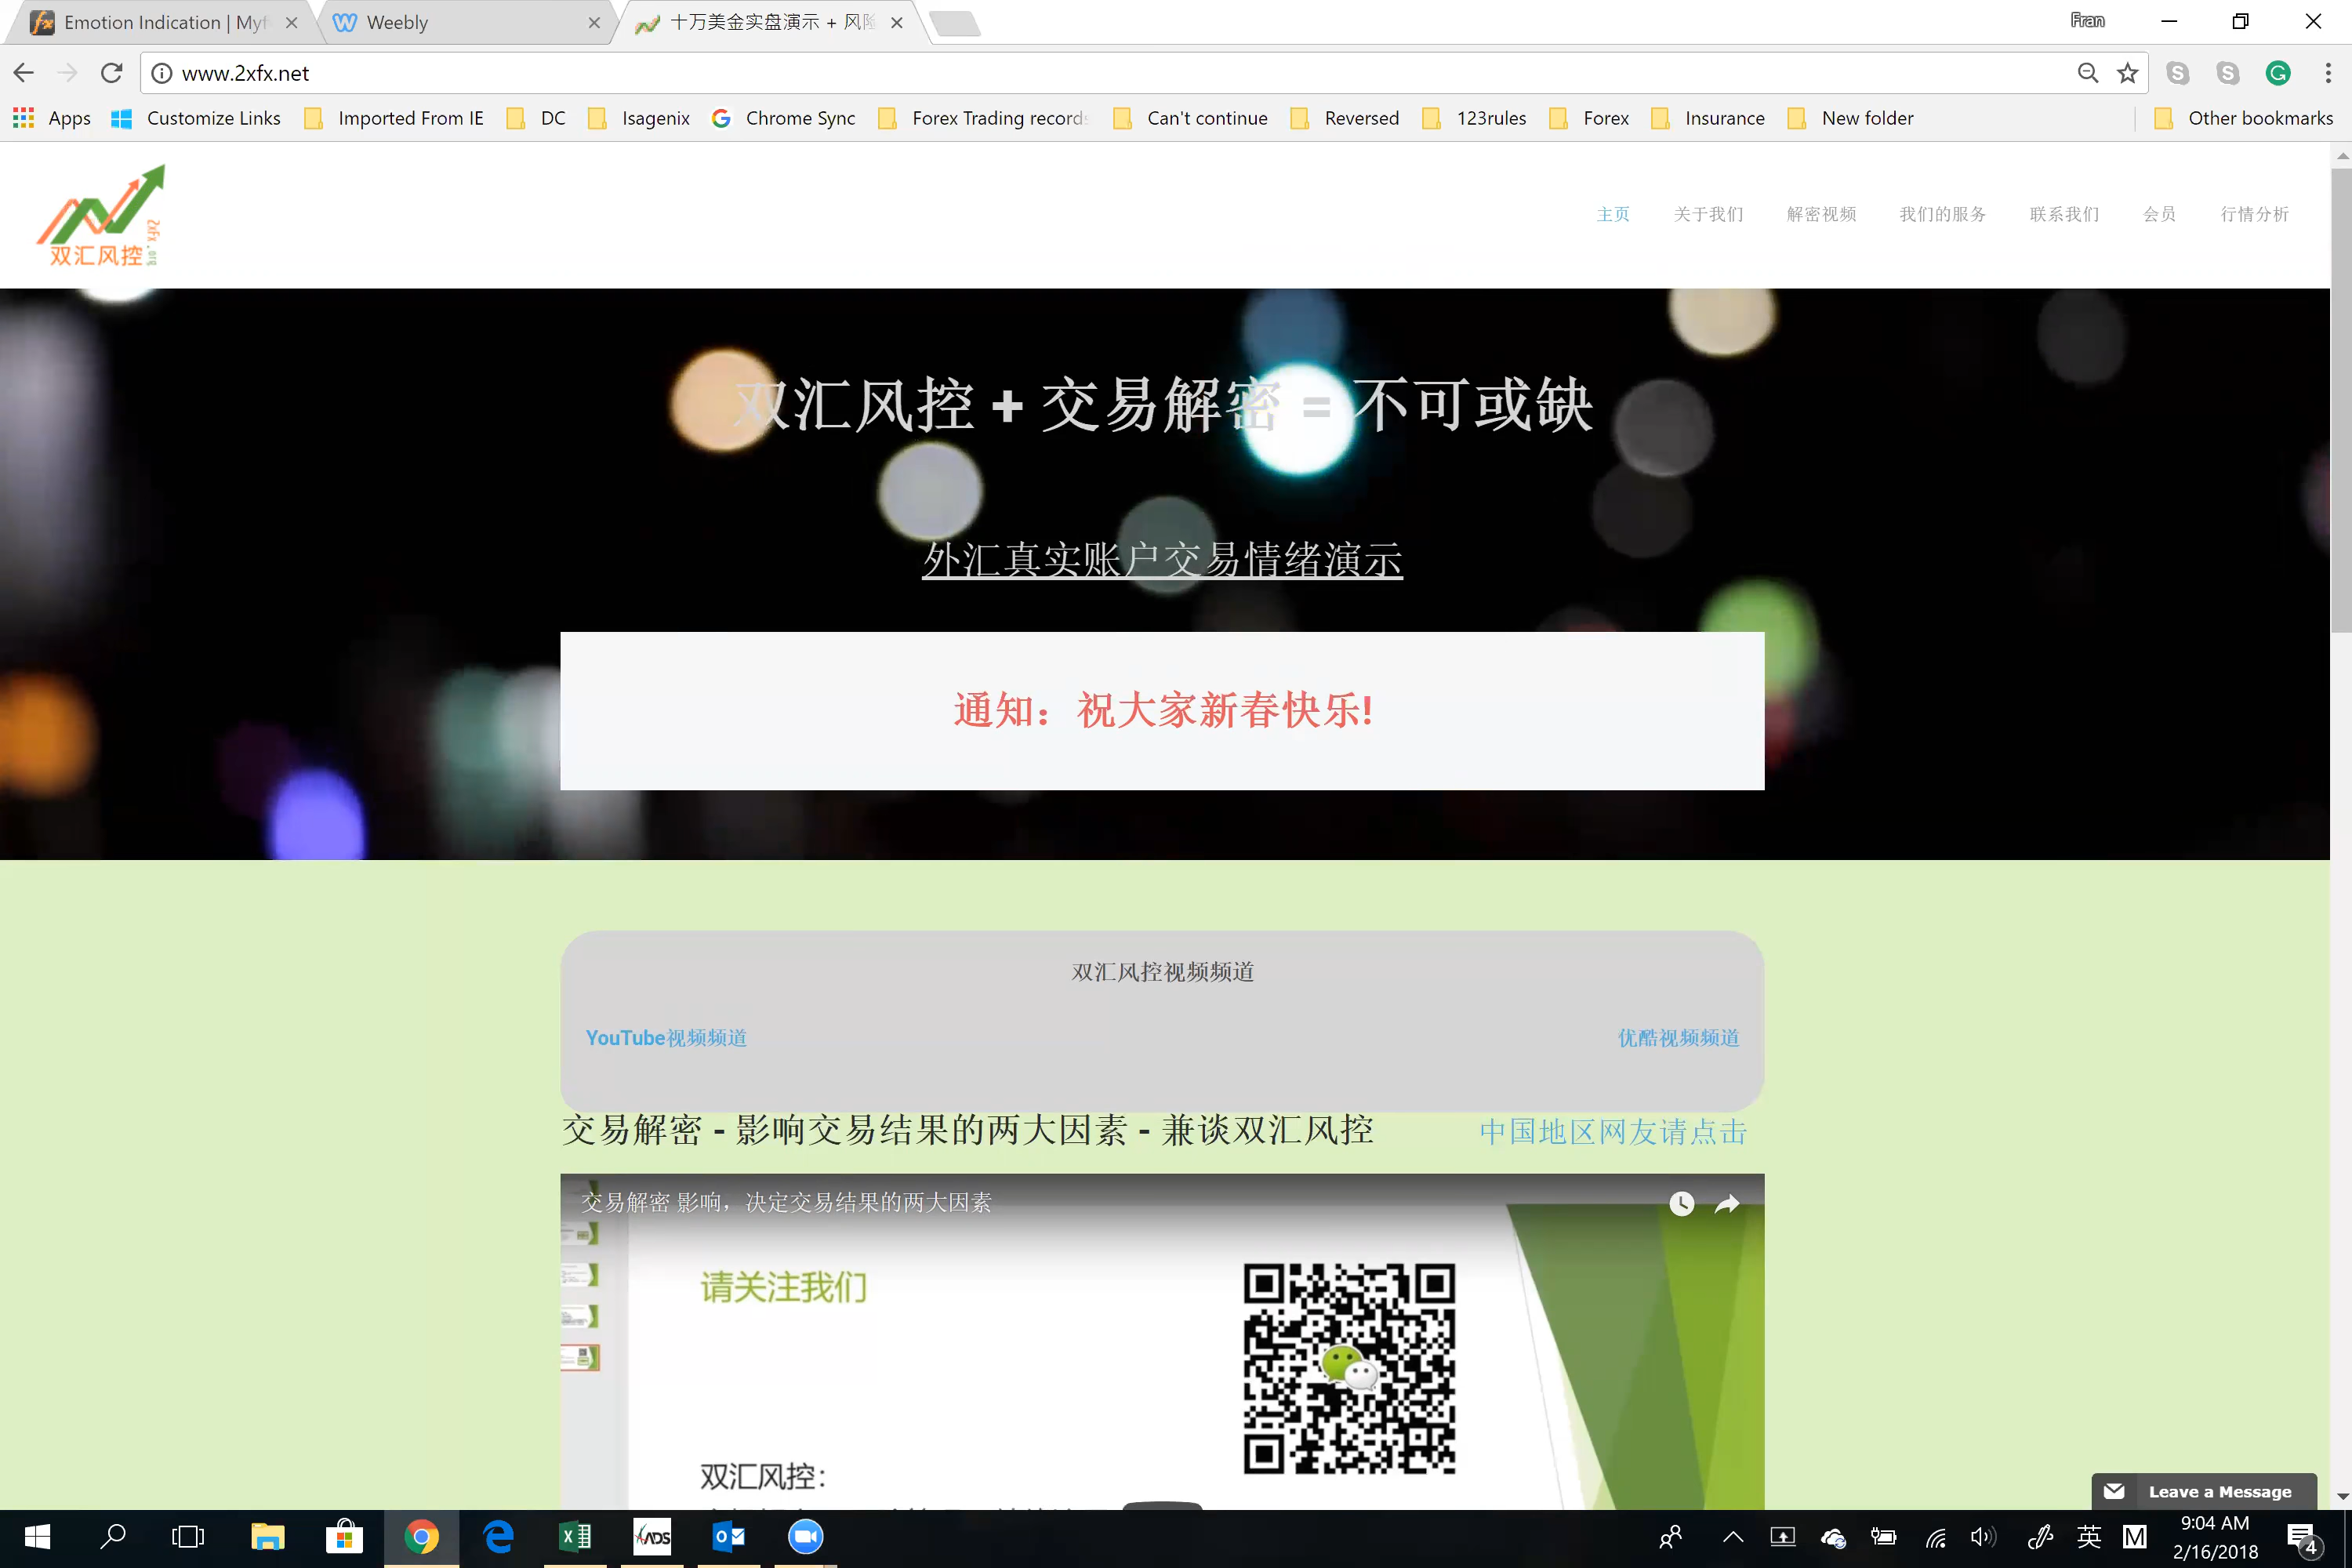 Emotion Indication | Myf
Weebly
十万美金实盘演示 + 风险
Fran
www.2xfx.net
Apps
Customize Links
Imported From IE
DC
Isagenix
Chrome Sync
Forex Trading records
Can't continue
Reversed
123rules
Forex
Insurance
New folder
Other bookmarks
双汇风控
2xFx.org
主页
关于我们
解密视频
我们的服务
联系我们
会员
行情分析
双汇风控 + 交易解密 = 不可或缺
外汇真实账户交易情绪演示
通知：祝大家新春快乐!
双汇风控视频频道
YouTube视频频道
优酷视频频道
交易解密 - 影响交易结果的两大因素 - 兼谈双汇风控
中国地区网友请点击
交易解密 影响，决定交易结果的两大因素
请关注我们
双汇风控：
Leave a Message
ADS
英
M
9:04 AM
2/16/2018
4